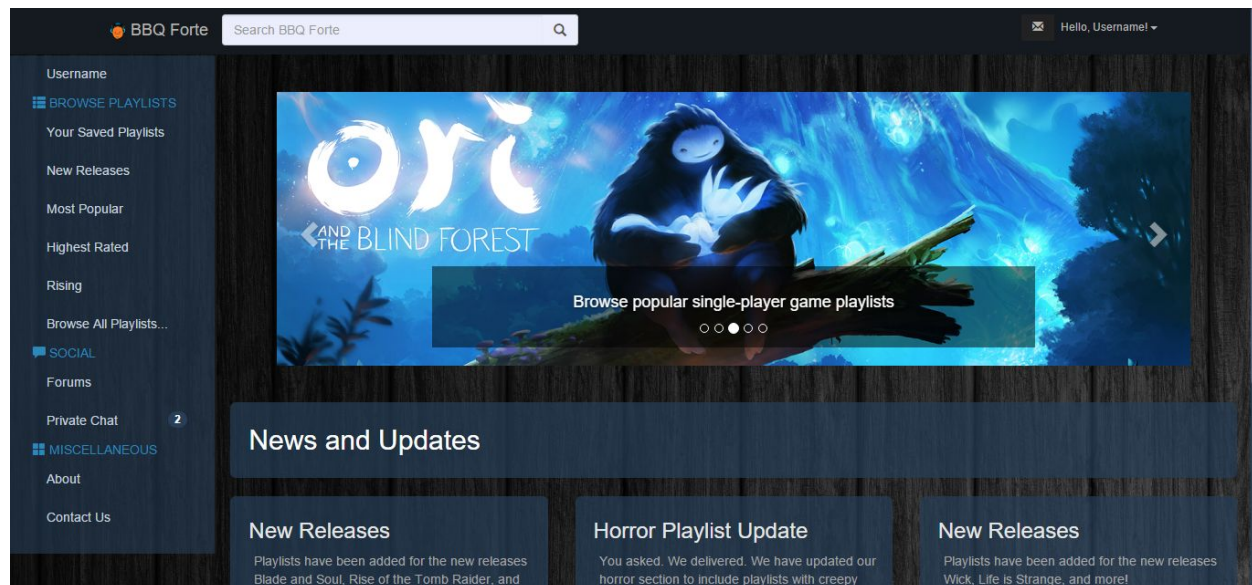 BBQ Forte
Search BBQ Forte
Hello, Username!
Username
BROWSE PLAYLISTS
Your Saved Playlists
New Releases
Most Popular
Highest Rated
Rising
Browse All Playlists...
SOCIAL
Forums
Private Chat 2
MISCELLANEOUS
About
Contact Us
ori
AND THE BLIND FOREST
Browse popular single-player game playlists
News and Updates
New Releases
Playlists have been added for the new releases
Blade and Soul, Rise of the Tomb Raider, and
Horror Playlist Update
You asked. We delivered. We have updated our
horror section to include playlists with creepy
New Releases
Playlists have been added for the new releases
Wick, Life is Strange, and more!